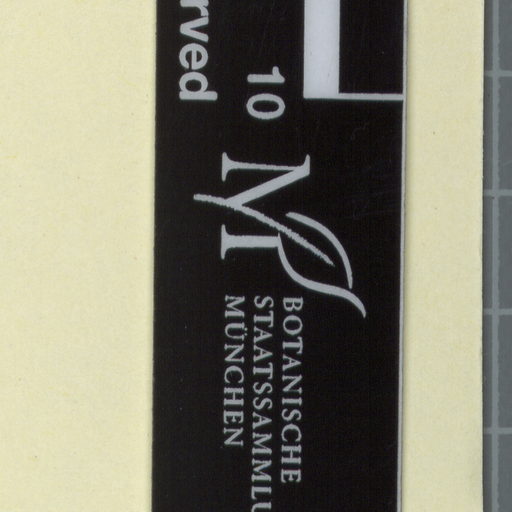 rved
10
M
BOTANISCHE
STAATSSAMMLU
MÜNCHEN